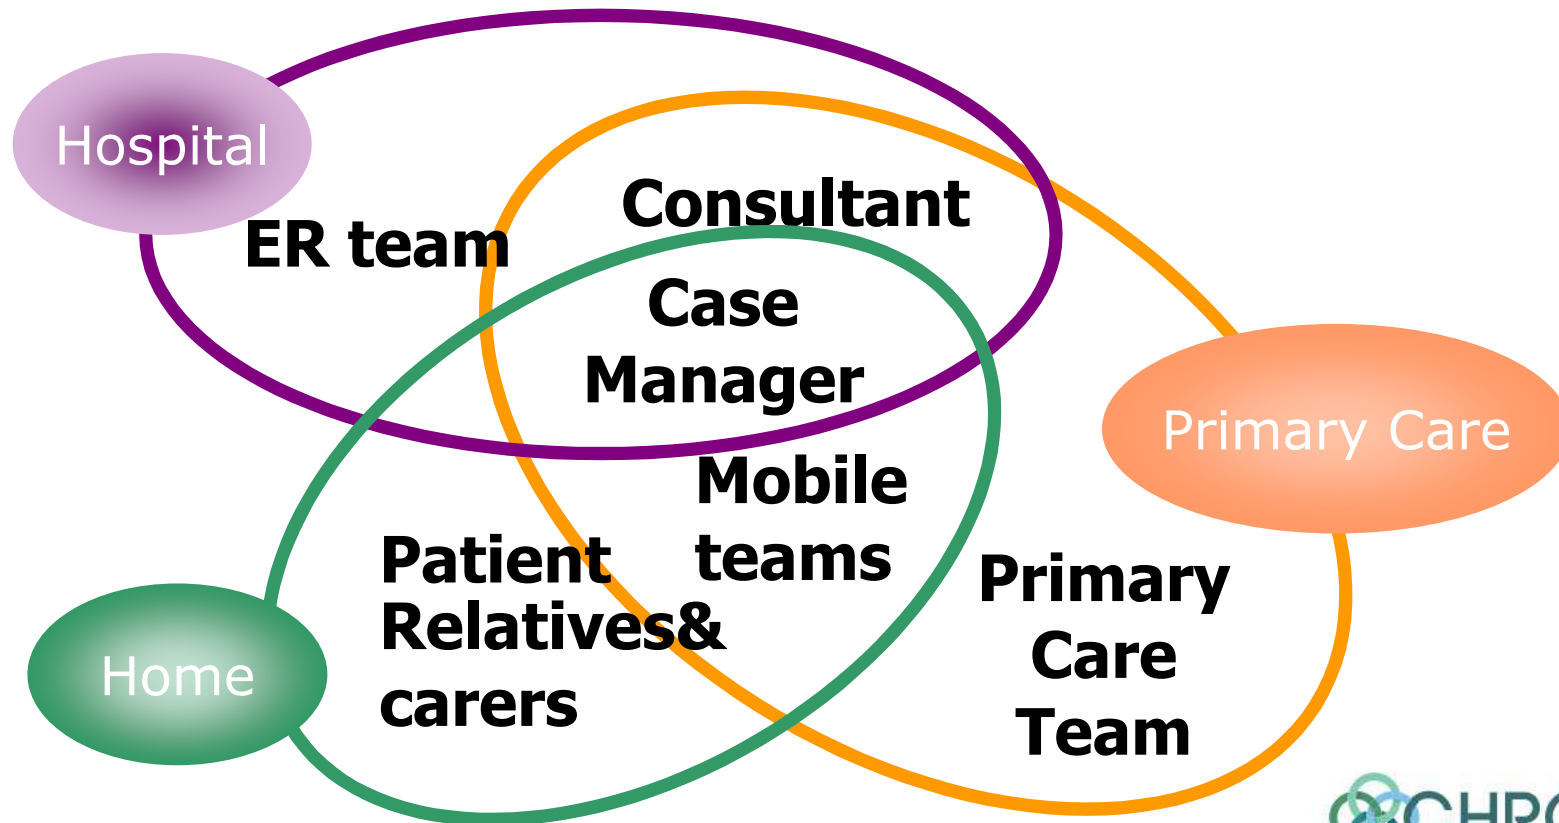 Hospital
ER team
Consultant
Case
Manager
Primary Care
Mobile
teams
Patient
Relatives&
carers
Home
Primary
Care
Team